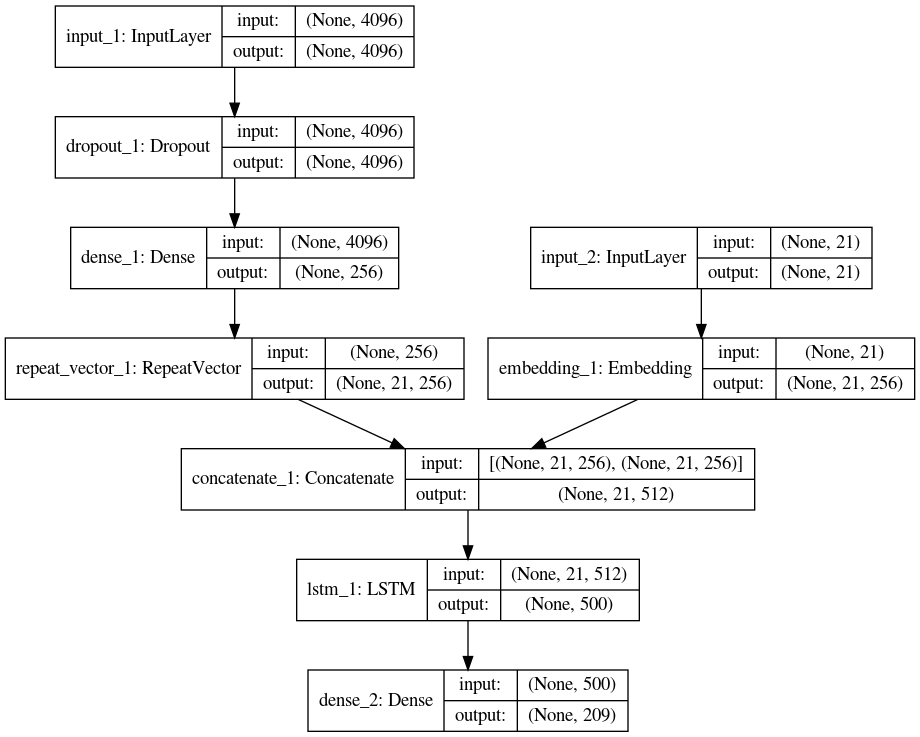 input_1: InputLayer
input: (None, 4096)
output: (None, 4096)
dropout_1: Dropout
input: (None, 4096)
output: (None, 4096)
dense_1: Dense
input: (None, 4096)
output: (None, 256)
input_2: InputLayer
input: (None, 21)
output: (None, 21)
repeat_vector_1: RepeatVector
input: (None, 256)
output: (None, 21, 256)
embedding_1: Embedding
input: (None, 21)
output: (None, 21, 256)
concatenate_1: Concatenate
input: [(None, 21, 256), (None, 21, 256)]
output: (None, 21, 512)
lstm_1: LSTM
input: (None, 21, 512)
output: (None, 500)
dense_2: Dense
input: (None, 500)
output: (None, 209)